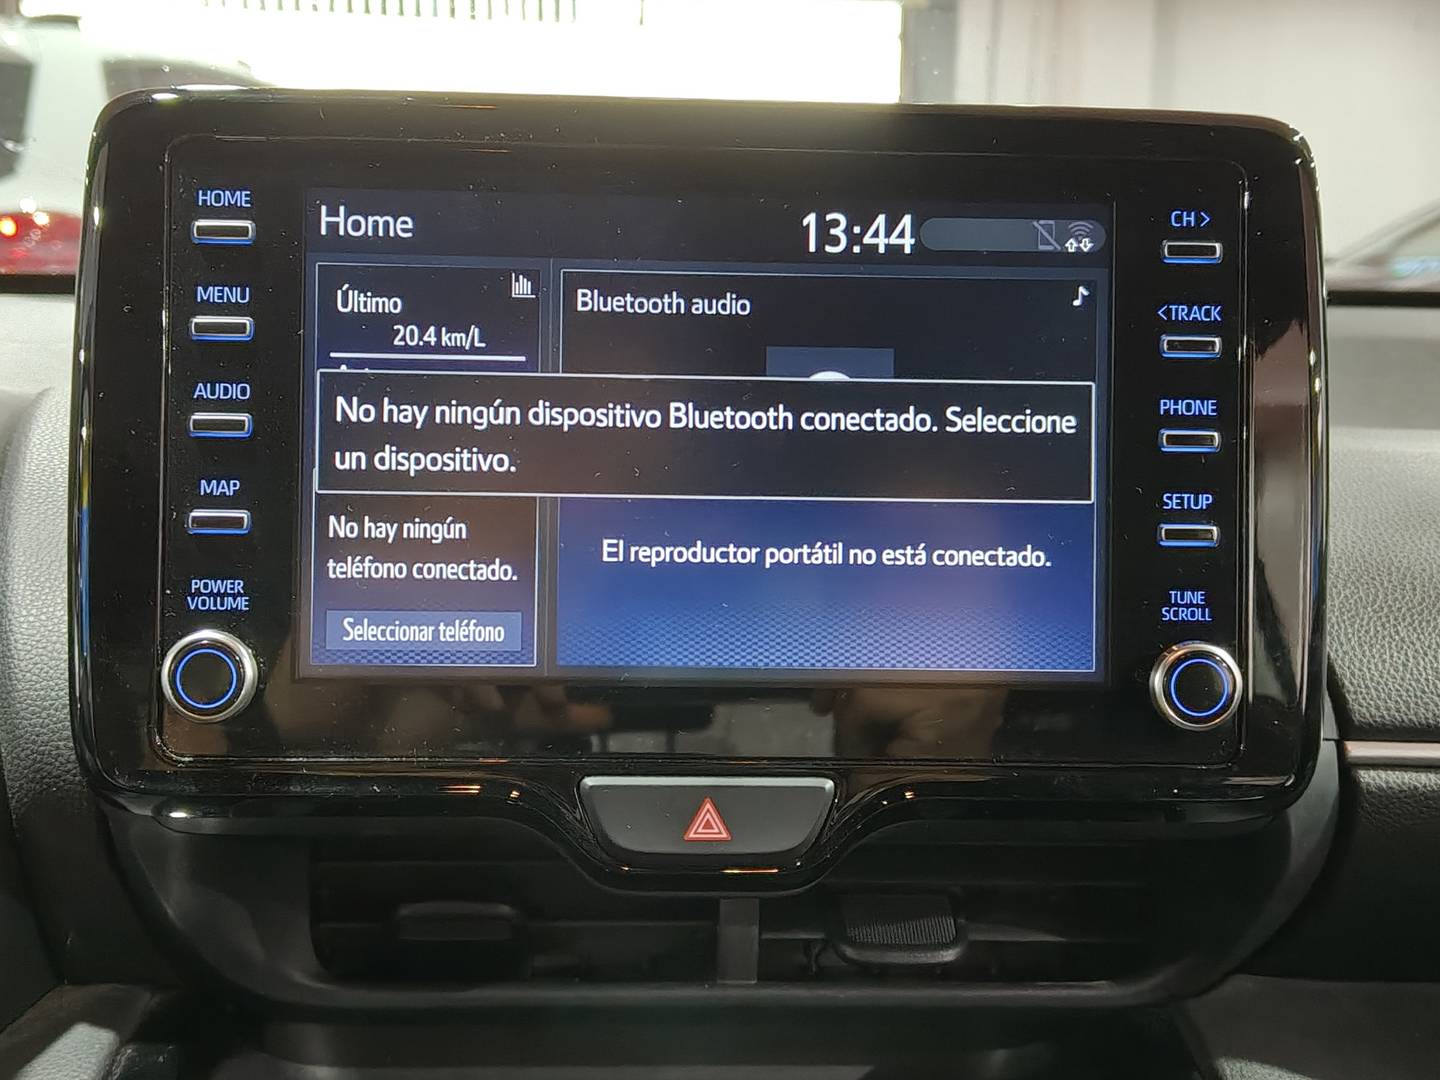 HOME
MENU
AUDIO
MAP
POWER
VOLUME
Home
13:44
Último
20.4 km/L
Bluetooth audio
No hay ningún dispositivo Bluetooth conectado. Seleccione
un dispositivo.
No hay ningún
teléfono conectado.
Seleccionar teléfono
El reproductor portátil no está conectado.
CH >
<TRACK
PHONE
SETUP
TUNE
SCROLL